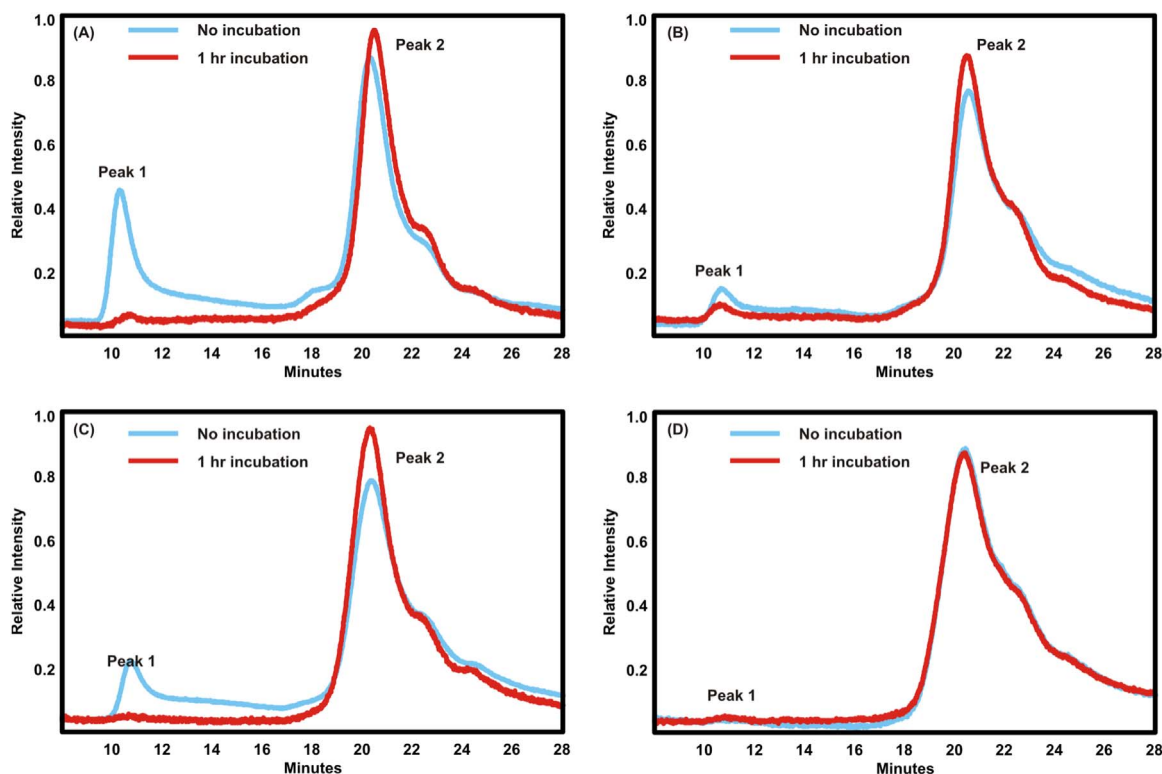 (A)
No incubation
1 hr incubation
Peak 2
Peak 1
Relative Intensity
1.0
0.8
0.6
0.4
0.2
10 12 14 16 18 20 22 24 26 28
Minutes
(B)
No incubation
1 hr incubation
Peak 2
Peak 1
Relative Intensity
1.0
0.8
0.6
0.4
0.2
10 12 14 16 18 20 22 24 26 28
Minutes
(C)
No incubation
1 hr incubation
Peak 2
Peak 1
Relative Intensity
1.0
0.8
0.6
0.4
0.2
10 12 14 16 18 20 22 24 26 28
Minutes
(D)
No incubation
1 hr incubation
Peak 2
Peak 1
Relative Intensity
1.0
0.8
0.6
0.4
0.2
10 12 14 16 18 20 22 24 26 28
Minutes